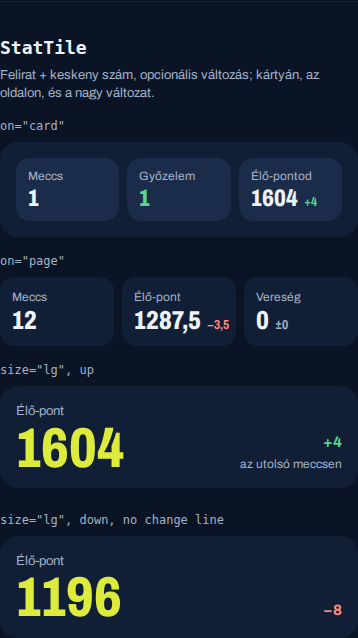 StatTile
Felirat + keskeny szám, opcionális változás; kártyán, az
oldalon, és a nagy változat.
on="card"
Meccs
1
Győzelem
1
Élő-pontod
1604 +4
on="page"
Meccs
12
Élő-pont
1287,5 −3,5
Vereség
0 ±0
size="lg", up
Élő-pont
1604
+4
az utolsó meccsen
size="lg", down, no change line
Élő-pont
1196
−8